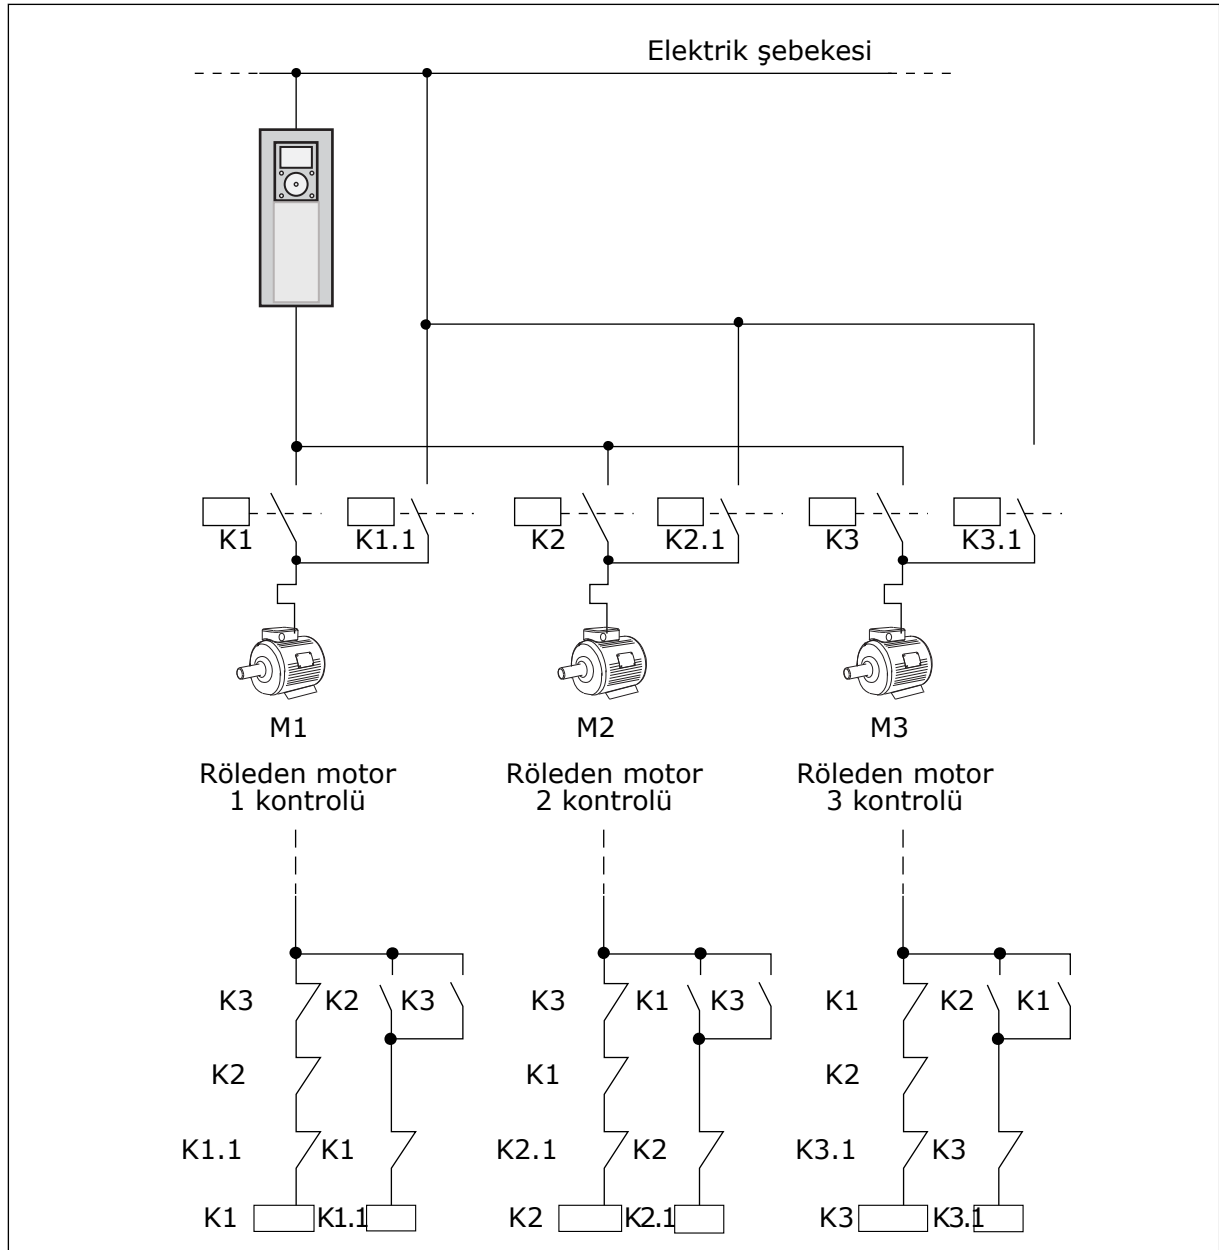 Elektrik şebekesi
K1 K1.1 K2 K2.1 K3 K3.1
M1 M2 M3
Röleden motor
1 kontrolü
Röleden motor
2 kontrolü
Röleden motor
3 kontrolü
K3 K2 K3 K3 K1 K3 K1 K2 K1
K2 K1 K2
K1.1 K1 K2.1 K2 K3.1 K3
K1 K1.1 K2 K2.1 K3 K3.1